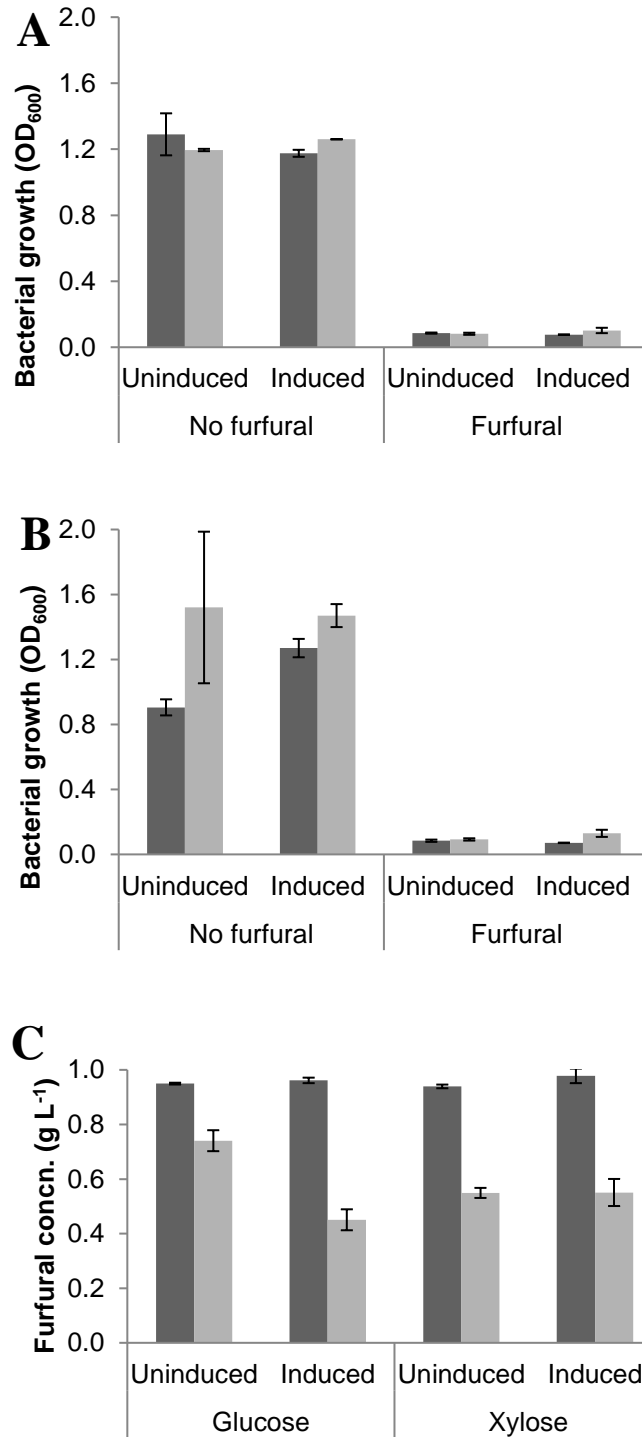 A
Bacterial growth (OD600)
2.0
1.6
1.2
0.8
0.4
0.0
Uninduced Induced Uninduced Induced
No furfural Furfural
B
Bacterial growth (OD600)
2.0
1.6
1.2
0.8
0.4
0.0
Uninduced Induced Uninduced Induced
No furfural Furfural
C
Furfural concn. (g L-1)
1.0
0.8
0.6
0.4
0.2
0.0
Uninduced Induced Uninduced Induced
Glucose Xylose